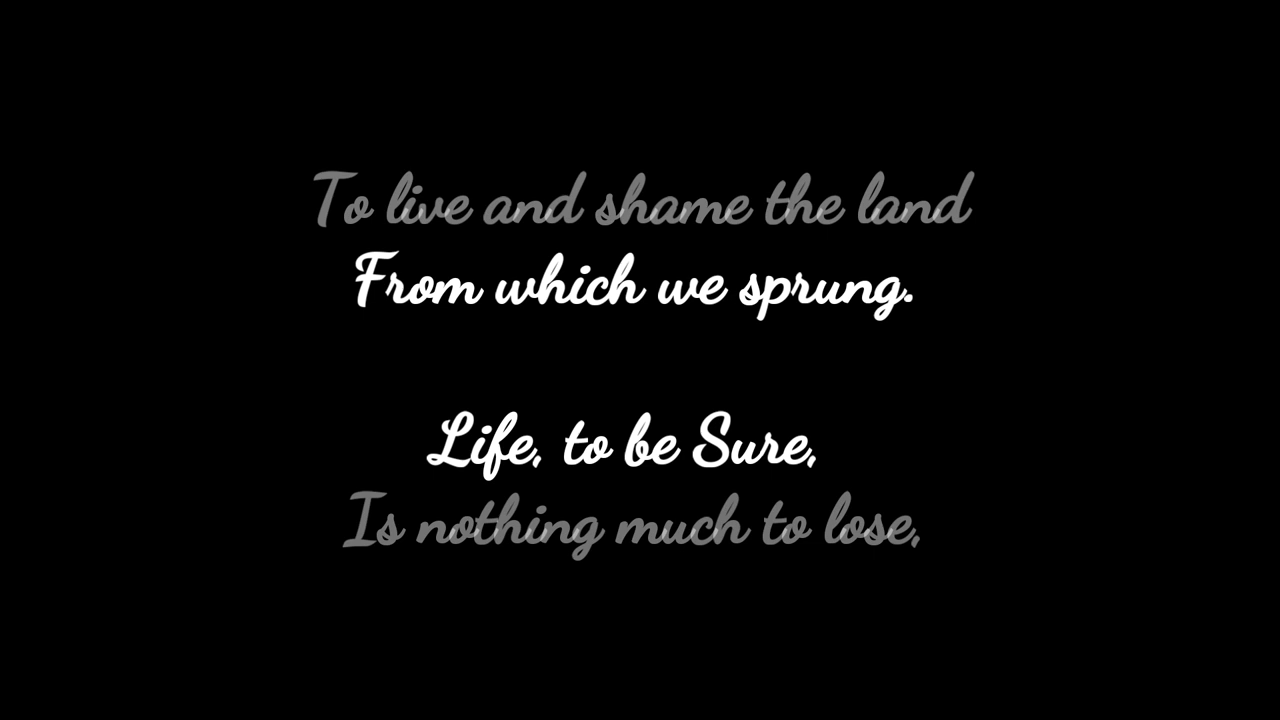 To live and shame the land
From which we sprung.
Life, to be Sure,
Is nothing much to lose,